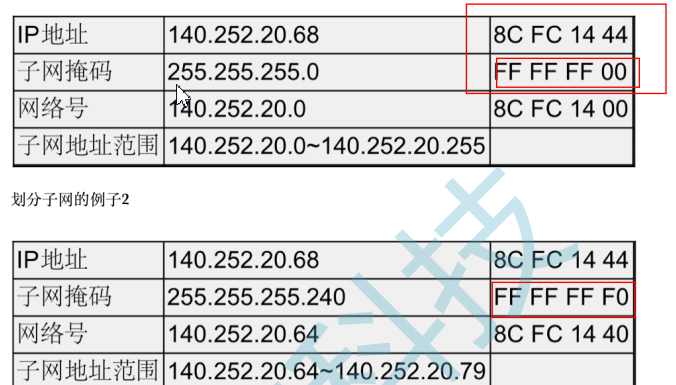 IP地址 140.252.20.68 8C FC 14 44
子网掩码 255.255.255.0 FF FF FF 00
网络号 140.252.20.0 8C FC 14 00
子网地址范围 140.252.20.0~140.252.20.255
划分子网的例子2
IP地址 140.252.20.68 8C FC 14 44
子网掩码 255.255.255.240 FF FF FF F0
网络号 140.252.20.64 8C FC 14 40
子网地址范围 140.252.20.64~140.252.20.79
科技